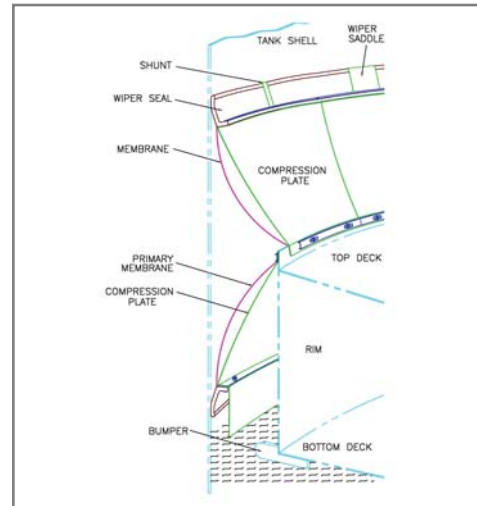 WIPER
SADDLE
TANK SHELL
SHUNT
WIPER SEAL
MEMBRANE
COMPRESSION
PLATE
PRIMARY
MEMBRANE
TOP DECK
COMPRESSION
PLATE
RIM
BUMPER
BOTTOM DECK